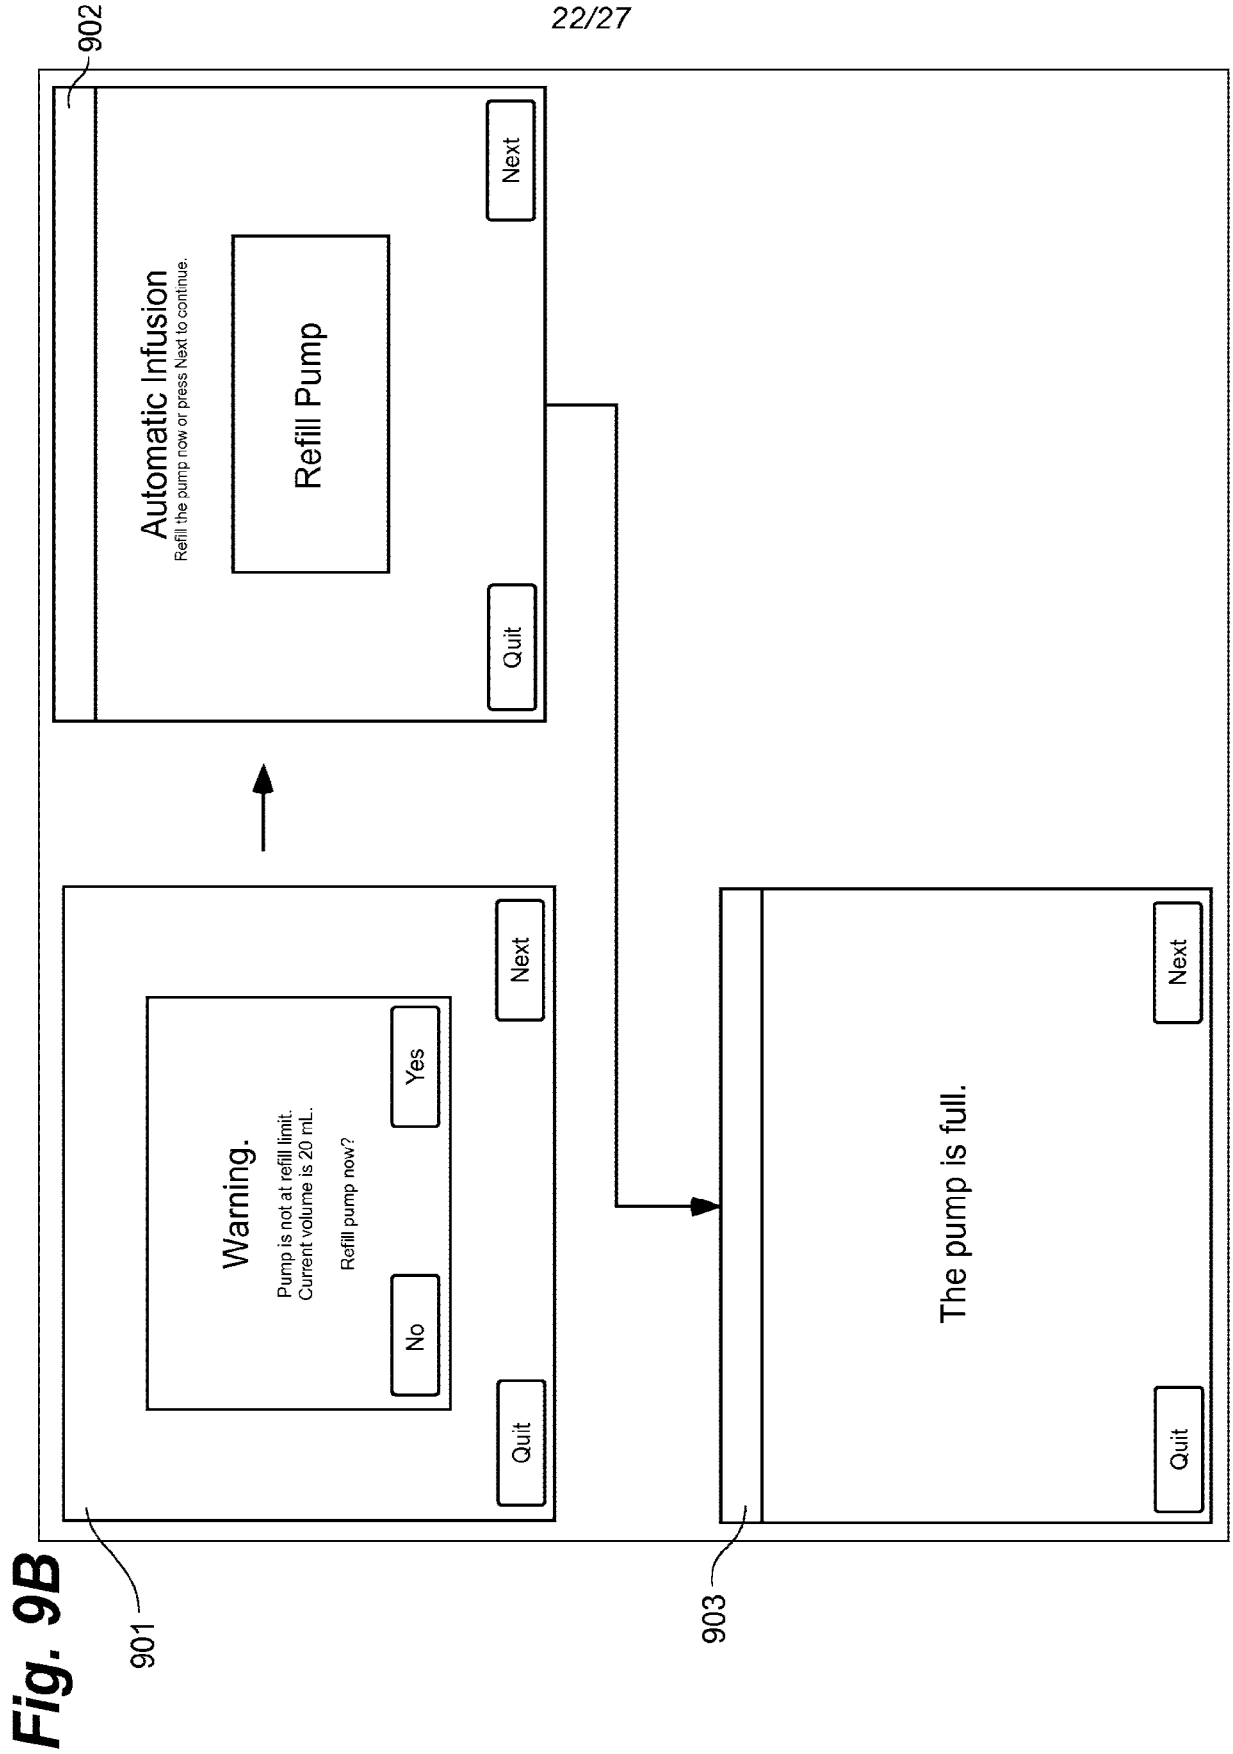 22/27
Fig. 9B
901
Warning.
Pump is not at refill limit.
Current volume is 20 mL.
Refill pump now?
No
Yes
Quit
Next
902
Automatic Infusion
Refill the pump now or press Next to continue.
Refill Pump
Quit
Next
903
The pump is full.
Quit
Next